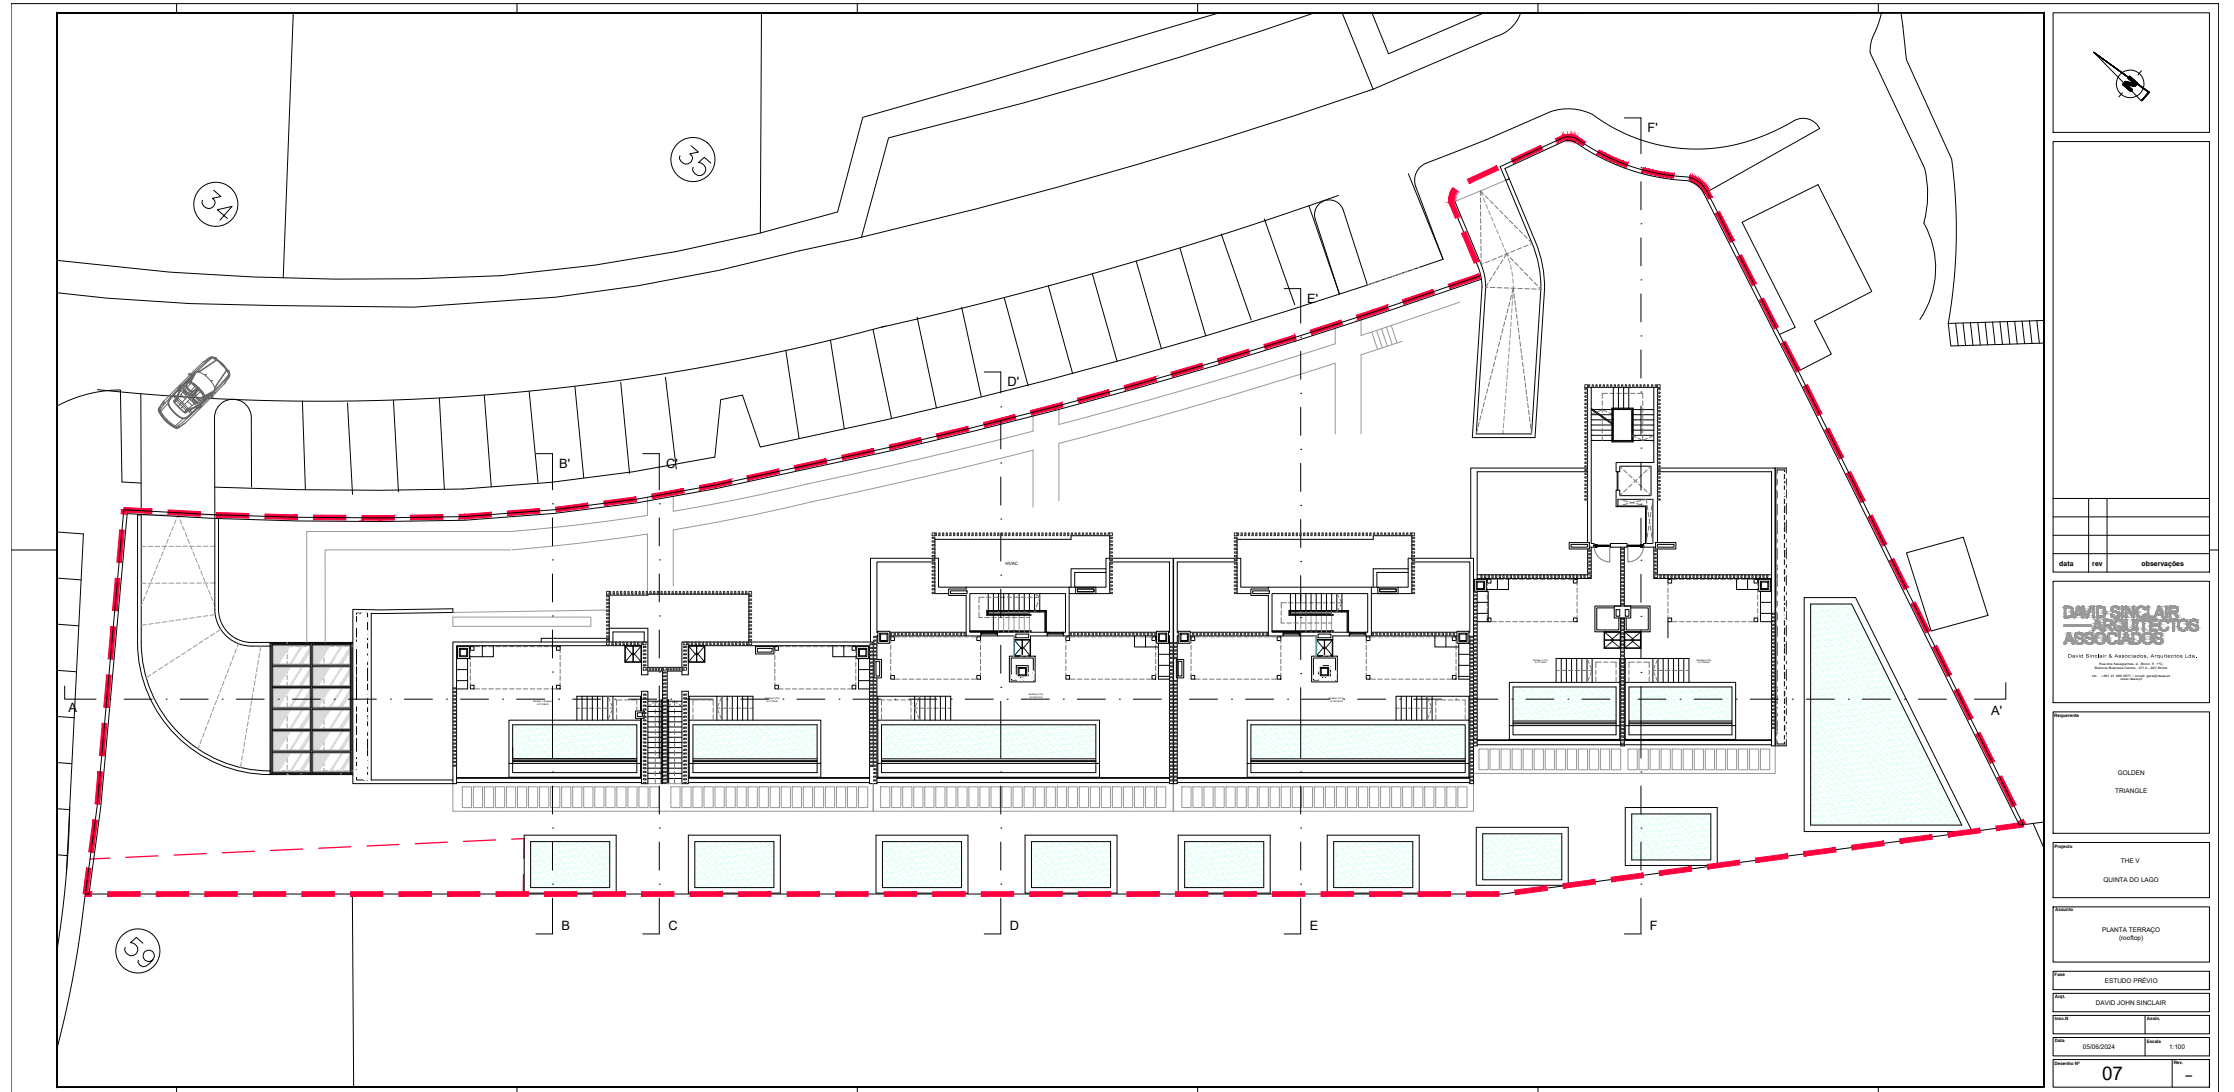 34
35
59
F'
E'
D'
B'
C'
A
A'
B
C
D
E
F
HVAC
N
data rev observações
DAVID SINCLAIR
ARQUITECTOS
ASSOCIADOS
David Sinclair & Associados, Arquitectos Lda.
Requerente
GOLDEN
TRIANGLE
Projecto
THE V
QUINTA DO LAGO
Assunto
PLANTA TERRAÇO
(rooftop)
Fase
ESTUDO PRÉVIO
Arqt.
DAVID JOHN SINCLAIR
Insc.N
Assin.
Data
05/06/2024
Escala
1:100
Desenho Nº
07
Rev.
–